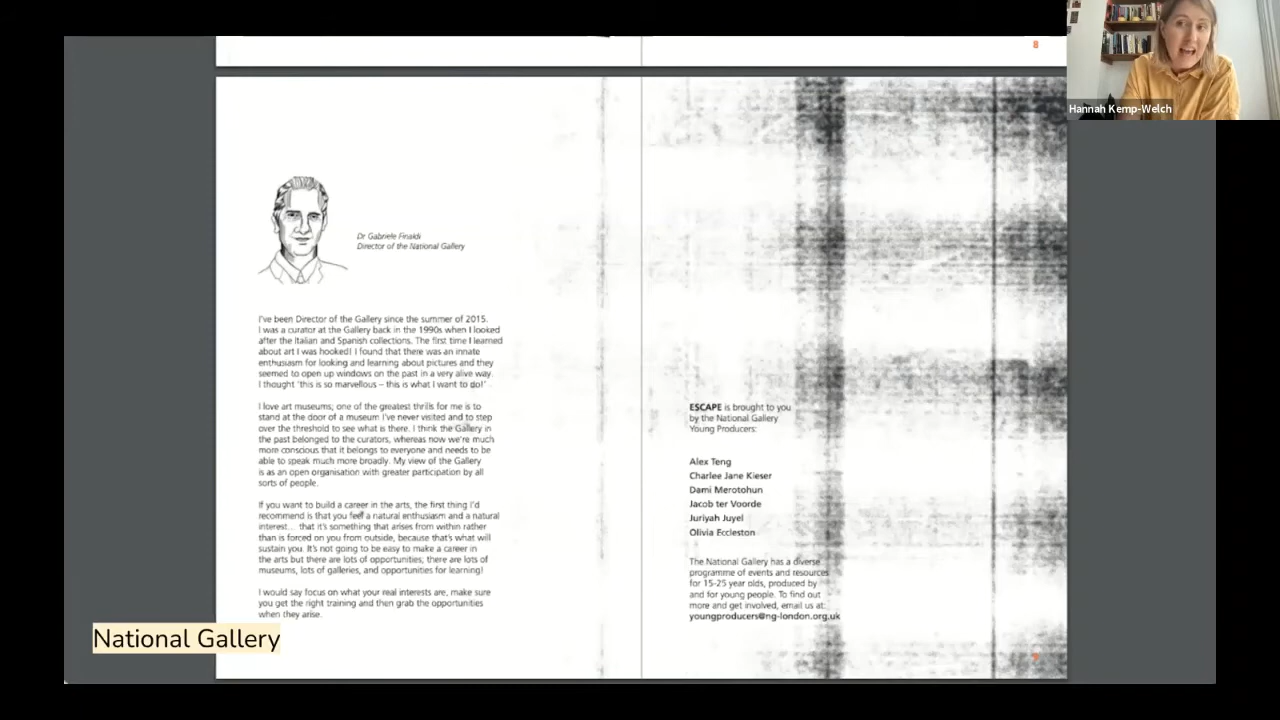 8
Hannah Kemp-Welch
Dr Gabriele Finaldi
Director of the National Gallery
I've been Director of the Gallery since the summer of 2015.
I was a curator at the Gallery back in the 1990s when I looked
after the Italian and Spanish collections. The first time I learned
about art I was hooked! I found that there was an innate
enthusiasm for looking and learning about pictures and they
seemed to open up windows on the past in a very alive way.
I thought 'this is so marvellous – this is what I want to do!'
I love art museums; one of the greatest thrills for me is to
stand at the door of a museum I've never visited and to step
over the threshold to see what is there. I think the Gallery in
the past belonged to the curators, whereas now we're much
more conscious that it belongs to everyone and needs to be
able to speak much more broadly. My view of the Gallery
is as an open organisation with greater participation by all
sorts of people.
If you want to build a career in the arts, the first thing I'd
recommend is that you feel a natural enthusiasm and a natural
interest... that it's something that arises from within rather
than is forced on you from outside, because that's what will
sustain you. It's not going to be easy to make a career in
the arts but there are lots of opportunities; there are lots of
museums, lots of galleries, and opportunities for learning!
I would say focus on what your real interests are, make sure
you get the right training and then grab the opportunities
when they arise.
ESCAPE is brought to you
by the National Gallery
Young Producers:
Alex Teng
Charlee Jane Kieser
Dami Merotohun
Jacob ter Voorde
Juriyah Juyel
Olivia Eccleston
The National Gallery has a diverse
programme of events and resources
for 15-25 year olds, produced by
and for young people. To find out
more and get involved, email us at:
youngproducers@ng-london.org.uk
National Gallery